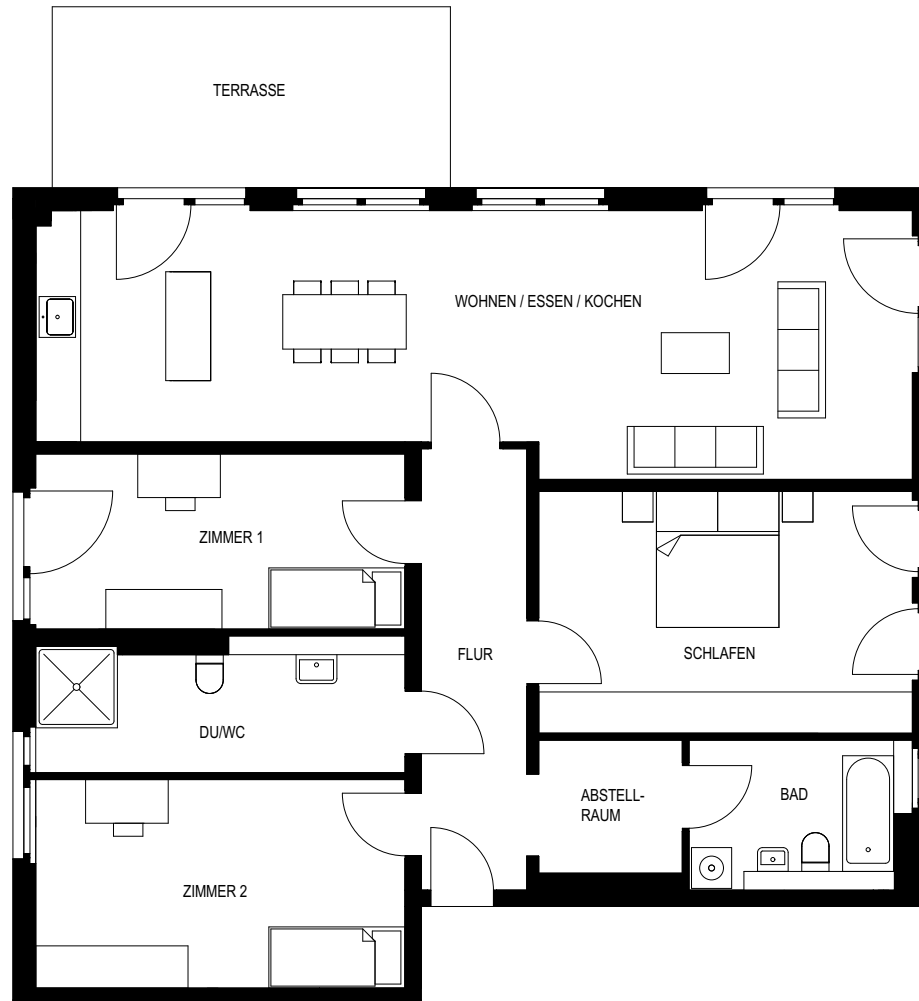 TERRASSE
WOHNEN / ESSEN / KOCHEN
ZIMMER 1
FLUR
SCHLAFEN
DU/WC
ABSTELL-
RAUM
BAD
ZIMMER 2